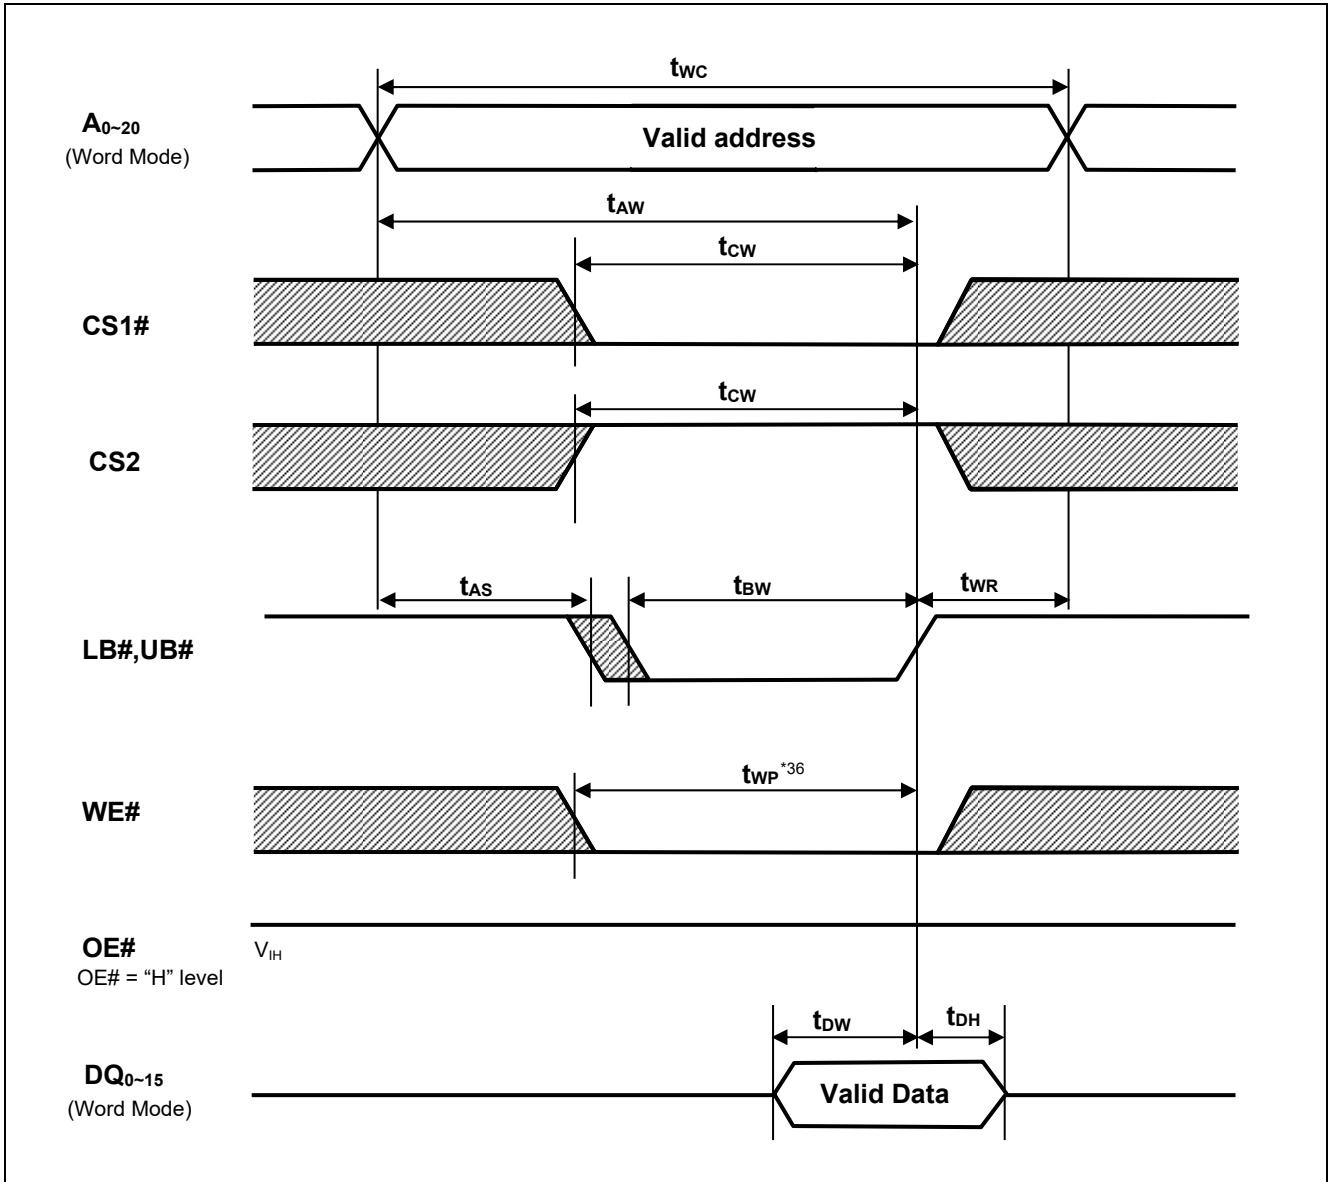 tWC
A0~20
(Word Mode)
Valid address
tAW
tCW
CS1#
tCW
CS2
tAS
tBW
tWR
LB#,UB#
tWP*36
WE#
OE#
OE# = “H” level
VIH
tDW
tDH
DQ0~15
(Word Mode)
Valid Data